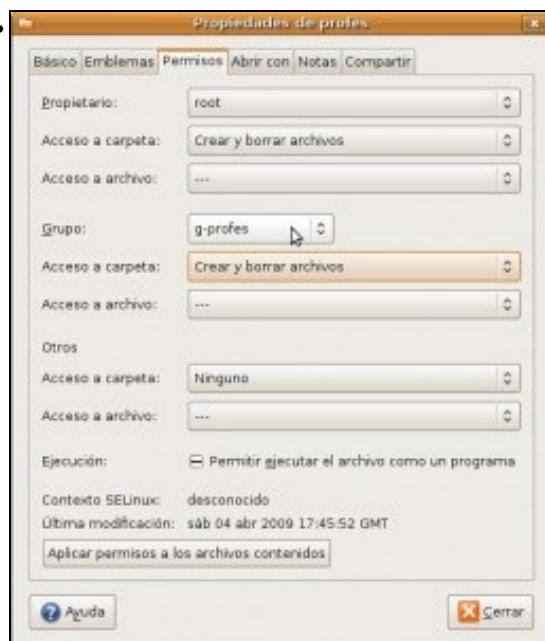 Propiedades de profes
Básico Emblemas Permisos Abrir con Notas Compartir
Propietario: root
Acceso a carpeta: Crear y borrar archivos
Acceso a archivo: ---
Grupo: g-profes
Acceso a carpeta: Crear y borrar archivos
Acceso a archivo: ---
Otros
Acceso a carpeta: Ninguno
Acceso a archivo: ---
Ejecución: Permitir ejecutar el archivo como un programa
Contexto SELinux: desconocido
Última modificación: sáb 04 abr 2009 17:45:52 GMT
Aplicar permisos a los archivos contenidos
Ayuda Cerrar